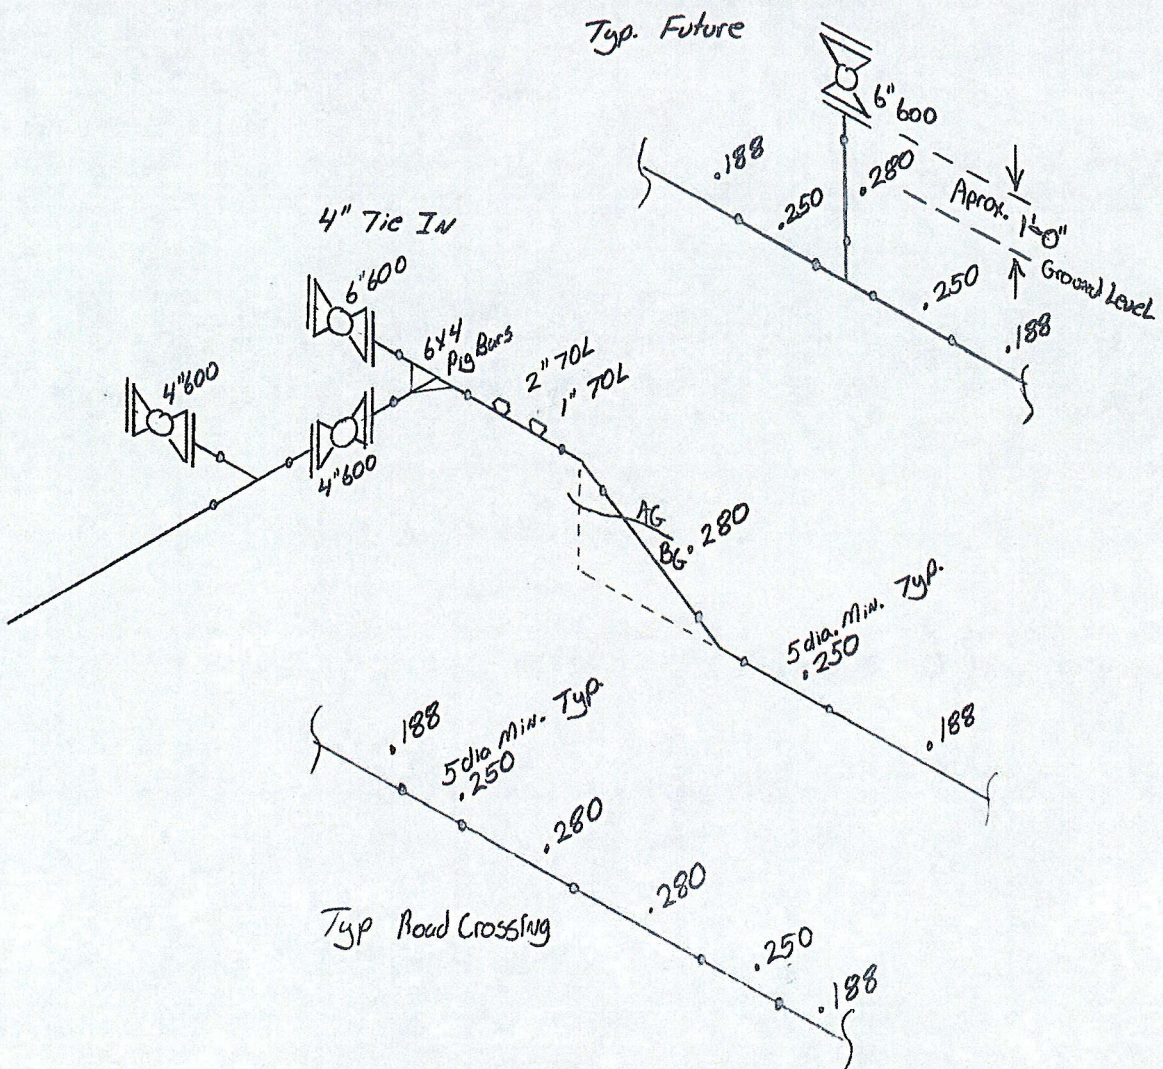 Typ. Future
6" 600
.188
.250
.280
Aprox. 1'-0"
Ground Level
.250
.188
4" Tie In
6" 600
6x4
Pig Bars
2" TOL
1" TOL
4" 600
4" 600
AG
BG .280
5 dia. Min. Typ.
.250
.188
.188
5 dia Min. Typ.
.250
.280
.280
.250
.188
Typ Road Crossing